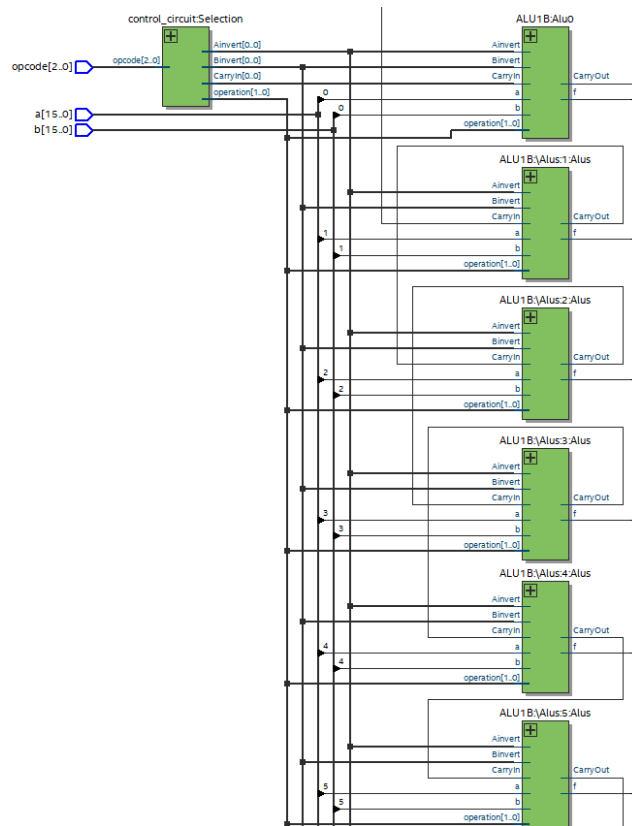 control_circuit:Selection
opcode[2..0]
opcode[2..0]
Ainvert[0..0]
Binvert[0..0]
CarryIn[0..0]
operation[1..0]
a[15..0]
b[15..0]
ALU1B:Alu0
Ainvert
Binvert
CarryIn
CarryOut
0
a
f
0
b
operation[1..0]
ALU1B:\Alus:1:Alus
Ainvert
Binvert
CarryIn
CarryOut
1
a
f
1
b
operation[1..0]
ALU1B:\Alus:2:Alus
Ainvert
Binvert
CarryIn
CarryOut
2
a
f
2
b
operation[1..0]
ALU1B:\Alus:3:Alus
Ainvert
Binvert
CarryIn
CarryOut
3
a
f
3
b
operation[1..0]
ALU1B:\Alus:4:Alus
Ainvert
Binvert
CarryIn
CarryOut
4
a
f
4
b
operation[1..0]
ALU1B:\Alus:5:Alus
Ainvert
Binvert
CarryIn
CarryOut
5
a
f
5
b
operation[1..0]